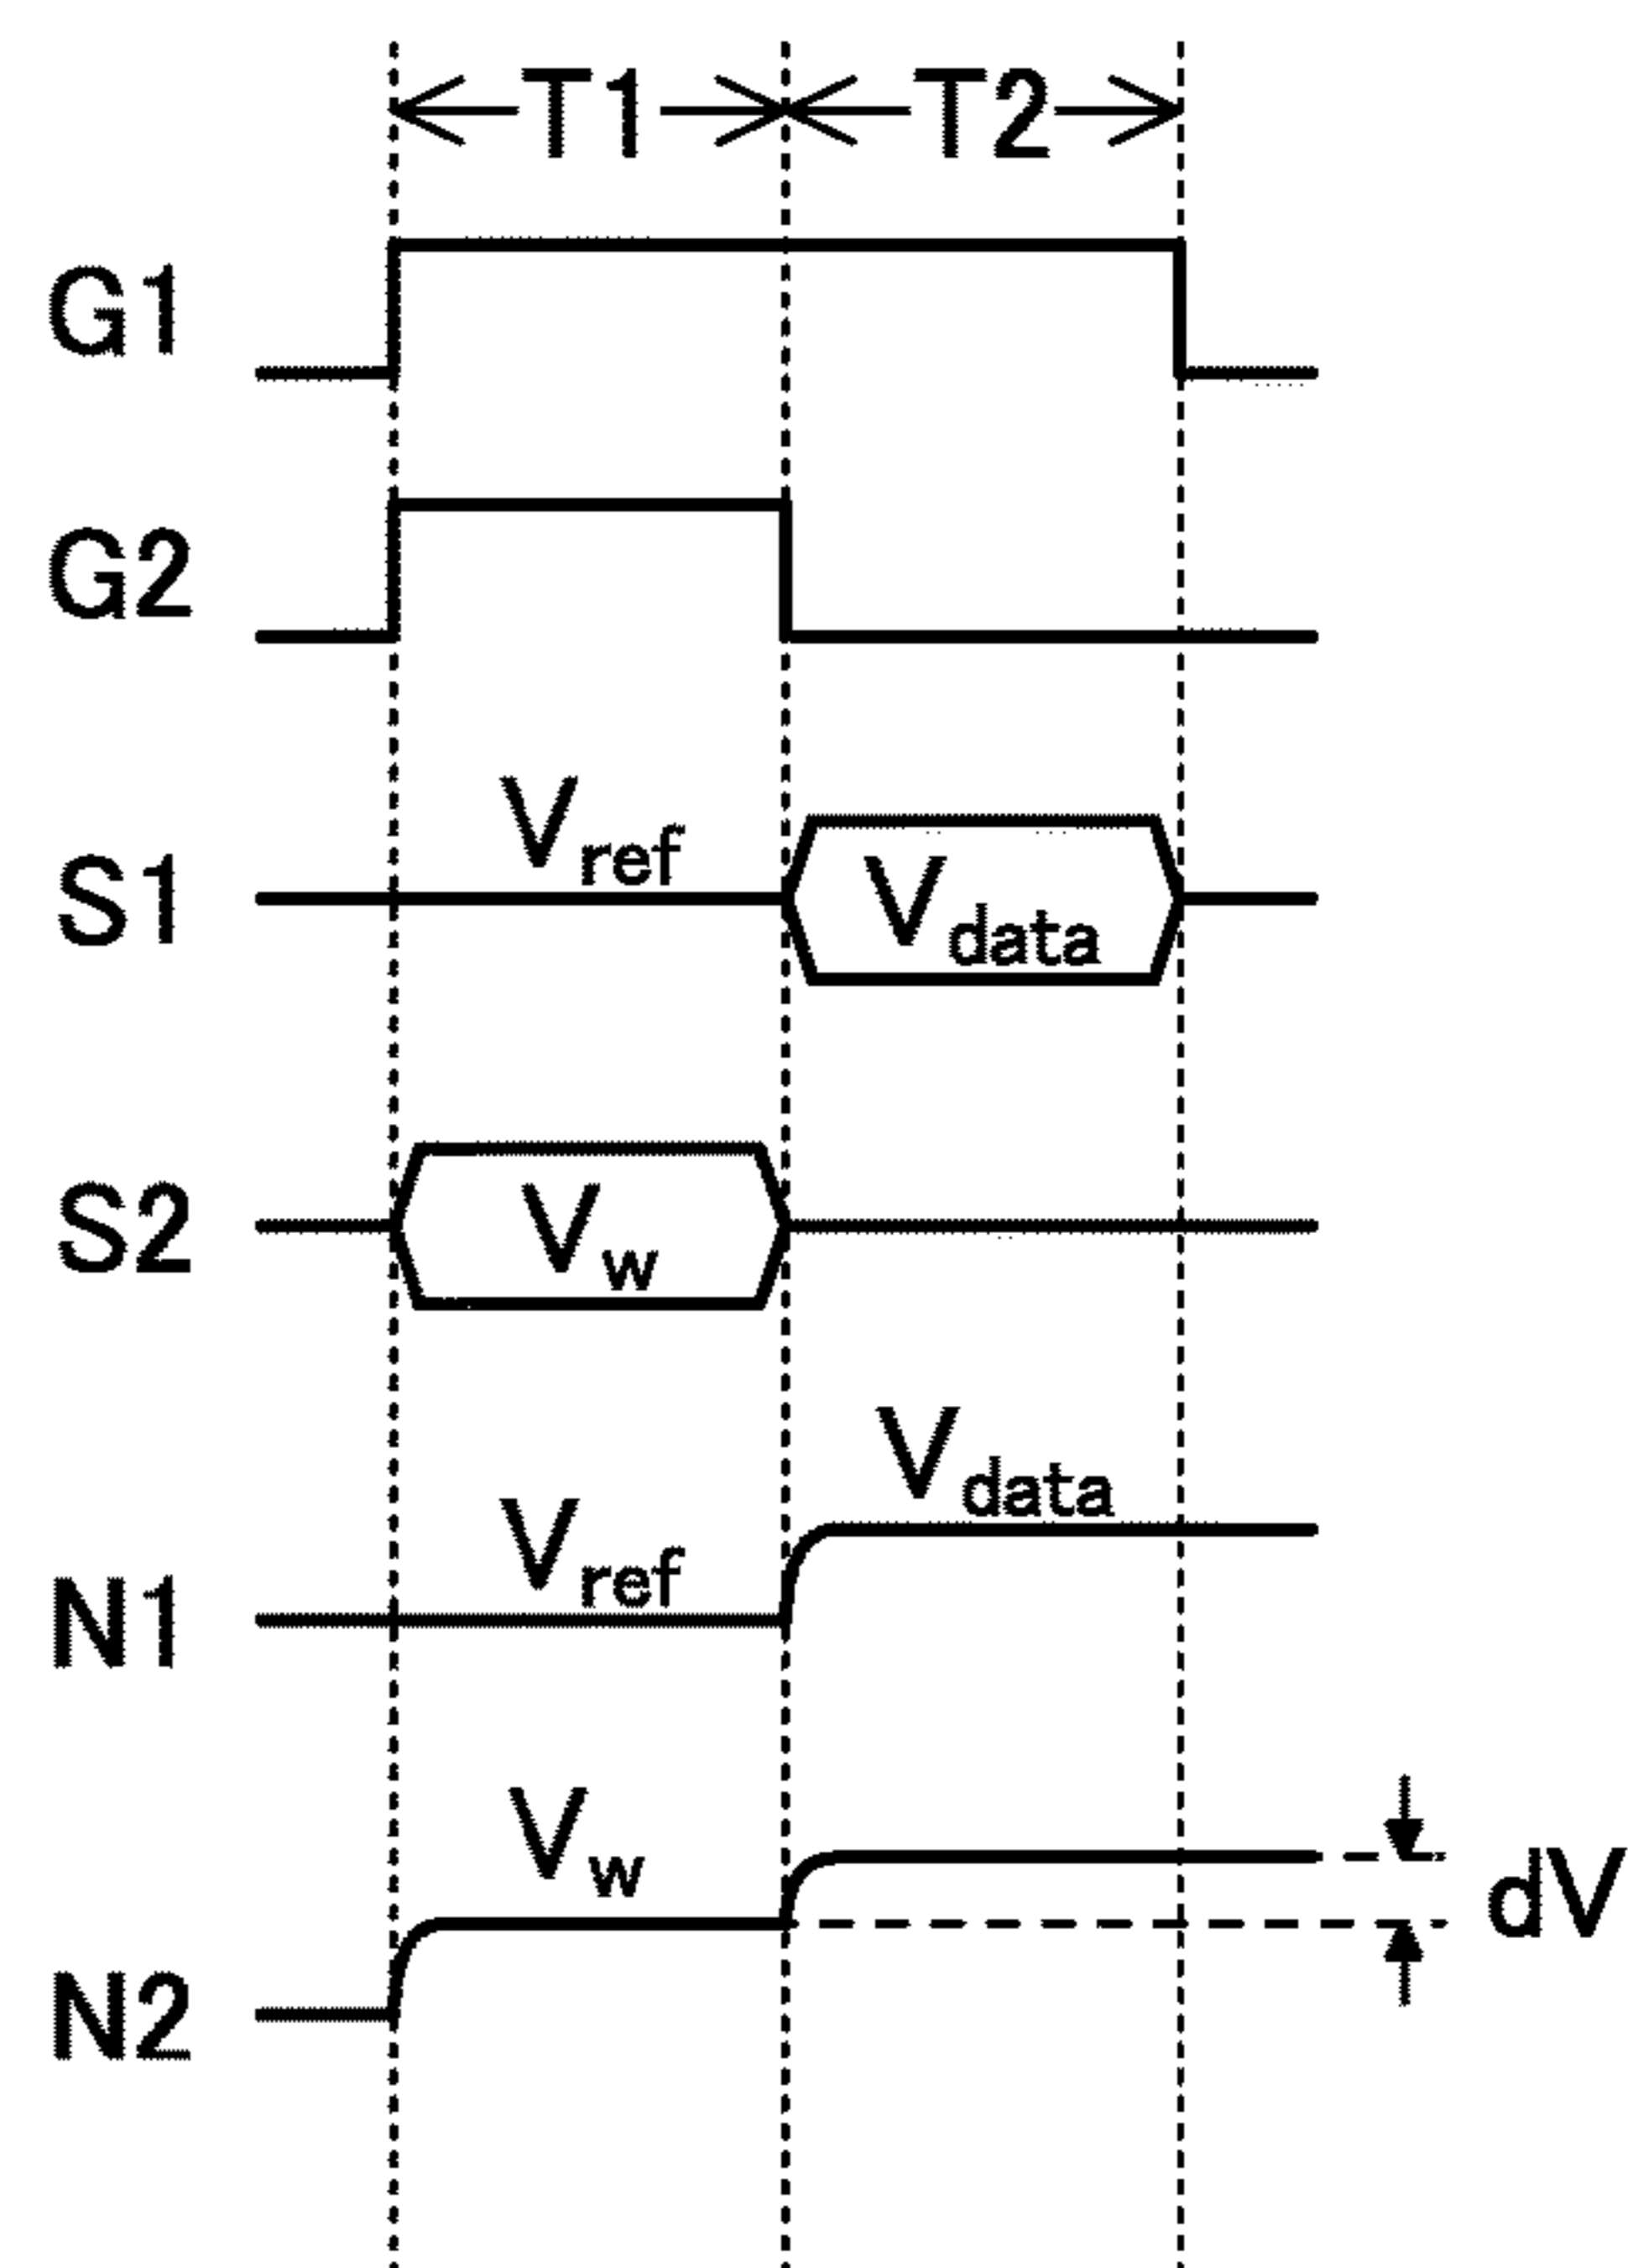 T1 T2
G1
G2
Vref
S1 Vdata
S2 Vw
Vdata
Vref
N1
Vw
dV
N2